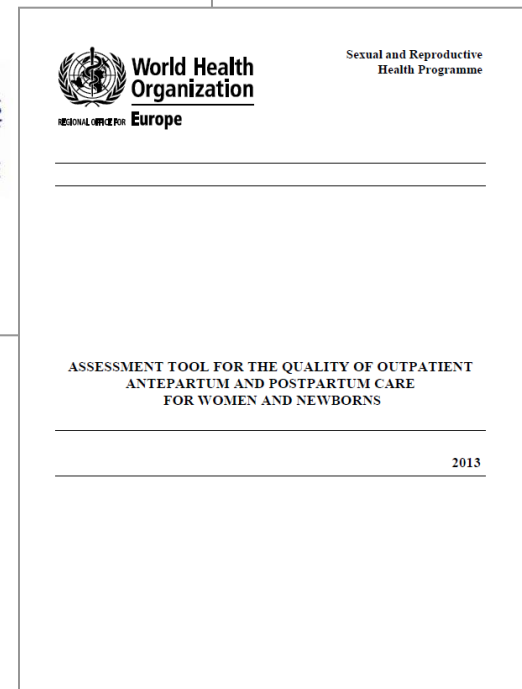 World Health
Organization
REGIONAL OFFICE FOR Europe
Sexual and Reproductive
Health Programme
ASSESSMENT TOOL FOR THE QUALITY OF OUTPATIENT
ANTEPARTUM AND POSTPARTUM CARE
FOR WOMEN AND NEWBORNS
2013